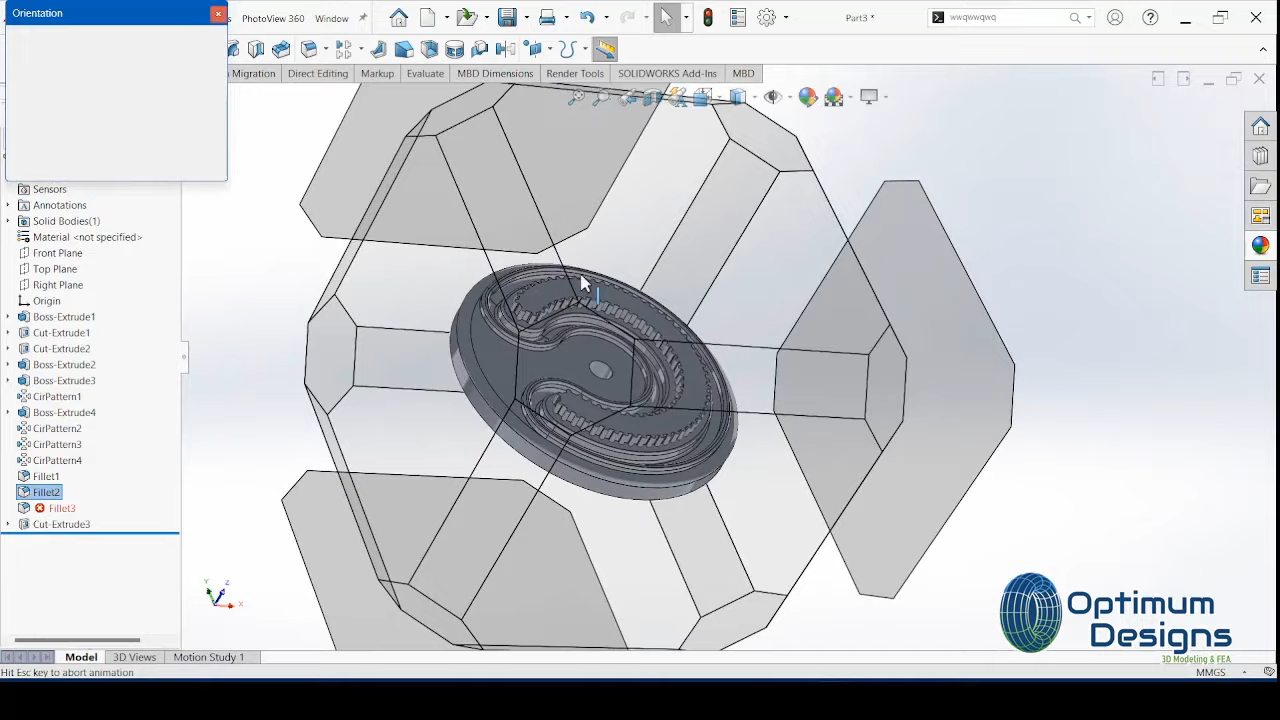 Orientation
PhotoView 360
Window
Part3 *
wwqwwqwq
Migration
Direct Editing
Markup
Evaluate
MBD Dimensions
Render Tools
SOLIDWORKS Add-Ins
MBD
Sensors
Annotations
Solid Bodies(1)
Material <not specified>
Front Plane
Top Plane
Right Plane
Origin
Boss-Extrude1
Cut-Extrude1
Cut-Extrude2
Boss-Extrude2
Boss-Extrude3
CirPattern1
Boss-Extrude4
CirPattern2
CirPattern3
CirPattern4
Fillet1
Fillet2
Fillet3
Cut-Extrude3
Y
Z
X
Optimum
Designs
3D Modeling & FEA
Model
3D Views
Motion Study 1
Hit Esc key to abort animation
MMGS